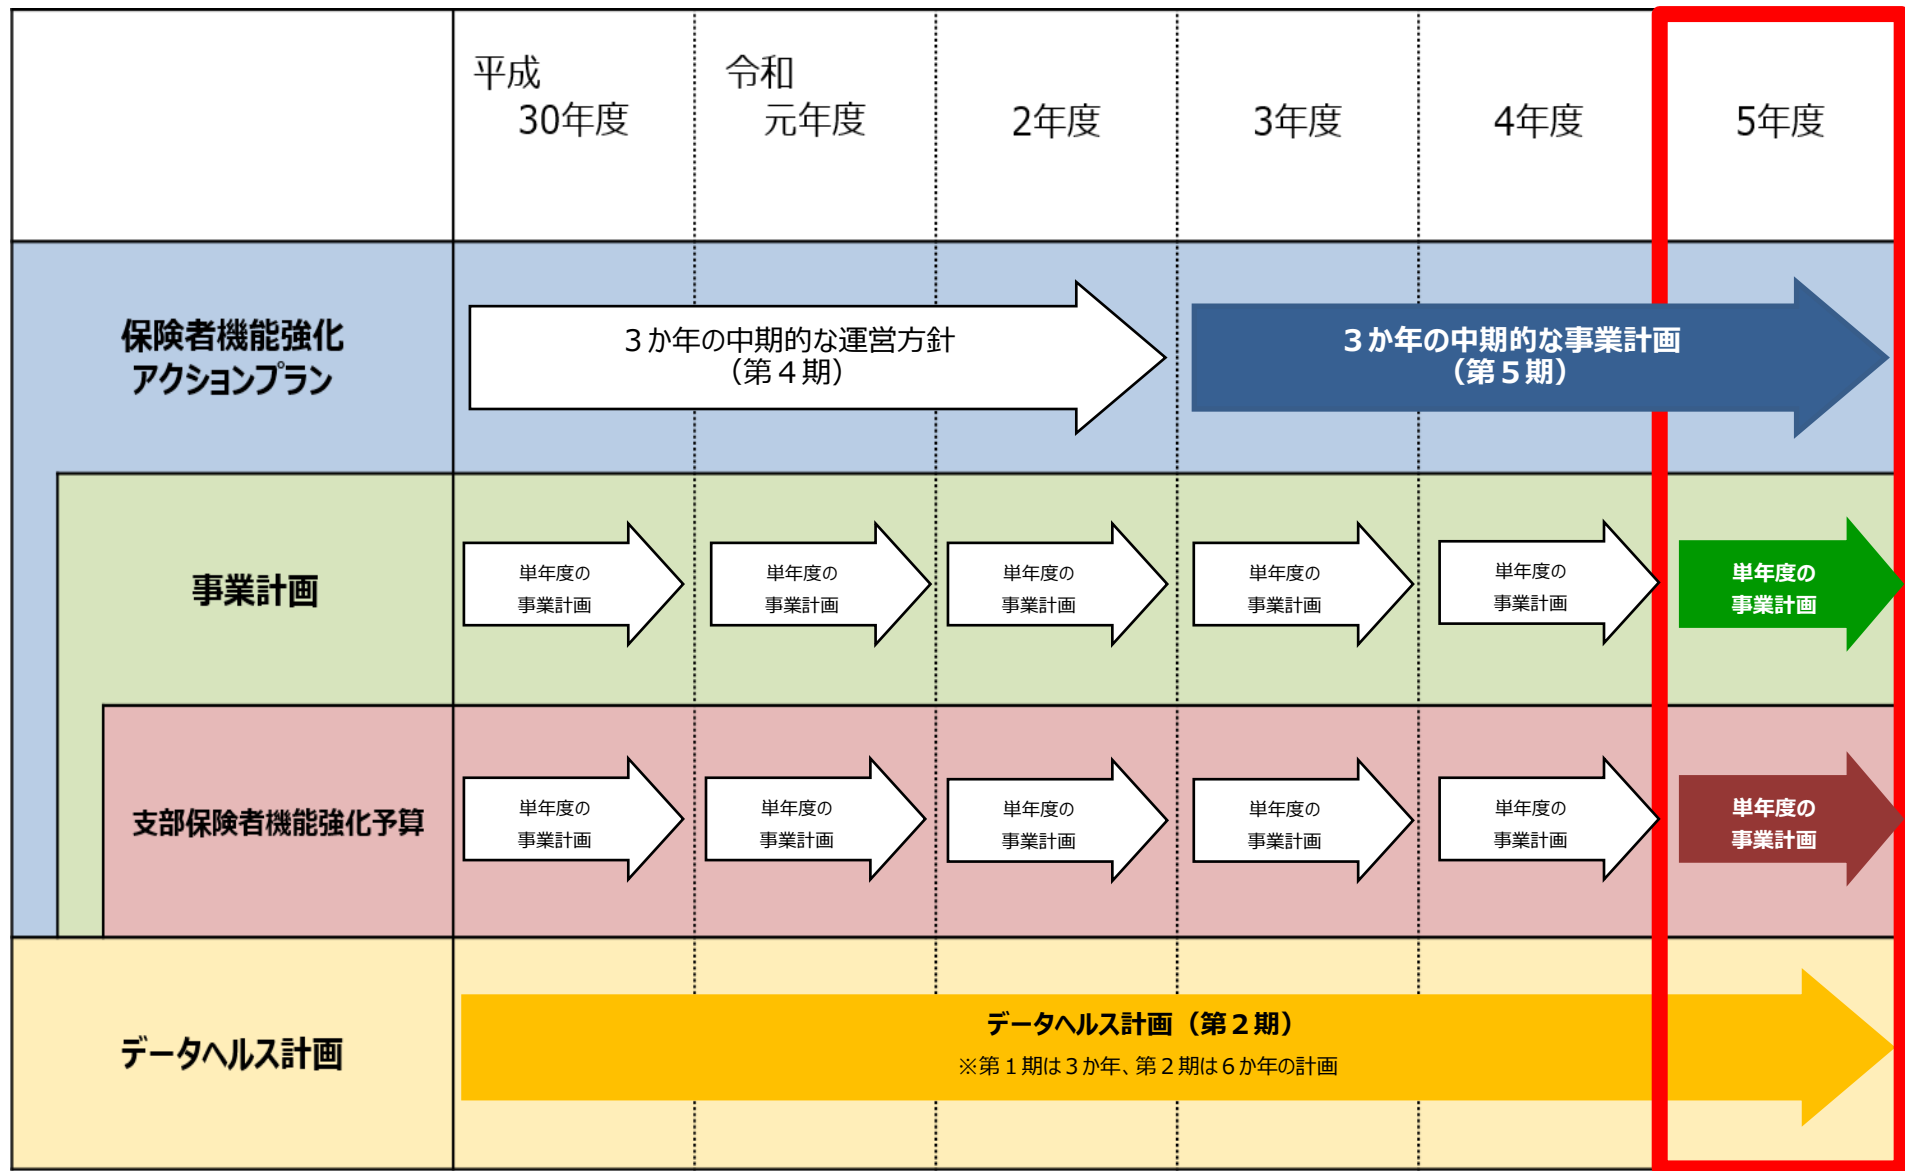 平成
30年度
令和
元年度
2年度
3年度
4年度
5年度
保険者機能強化
アクションプラン
３か年の中期的な運営方針
（第４期）
３か年の中期的な事業計画
（第５期）
事業計画
単年度の
事業計画
単年度の
事業計画
単年度の
事業計画
単年度の
事業計画
単年度の
事業計画
単年度の
事業計画
支部保険者機能強化予算
単年度の
事業計画
単年度の
事業計画
単年度の
事業計画
単年度の
事業計画
単年度の
事業計画
単年度の
事業計画
データヘルス計画
データヘルス計画（第２期）
※第１期は３か年、第２期は６か年の計画